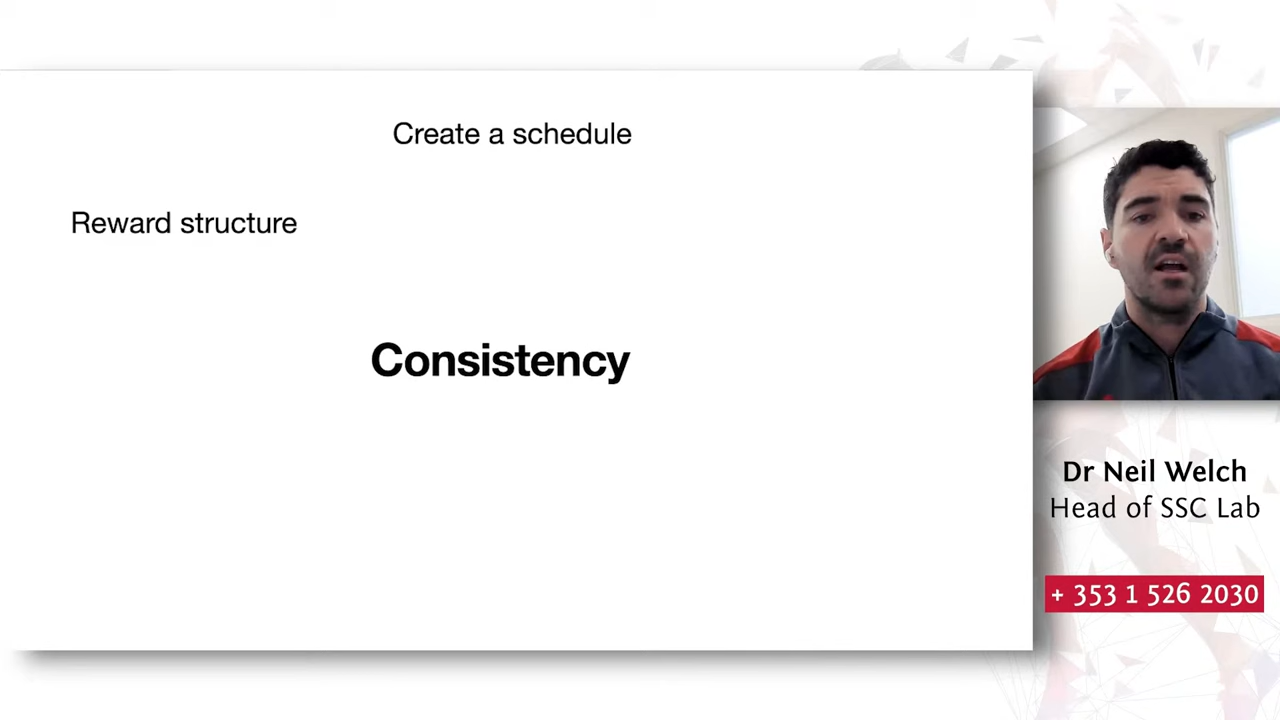 Create a schedule
Reward structure
Consistency
Dr Neil Welch
Head of SSC Lab
+ 353 1 526 2030